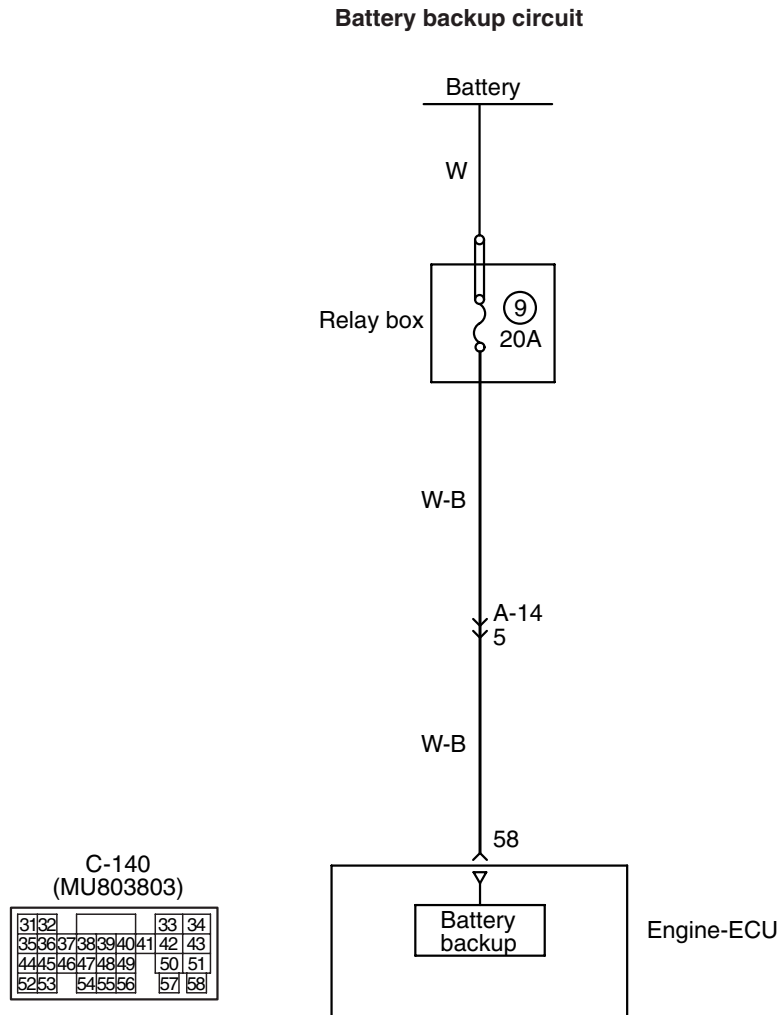 Battery backup circuit
Battery
W
Relay box
9
20A
W-B
A-14
5
W-B
58
C-140
(MU803803)
31 32 33 34
35 36 37 38 39 40 41 42 43
44 45 46 47 48 49 50 51
52 53 54 55 56 57 58
Battery
backup
Engine-ECU